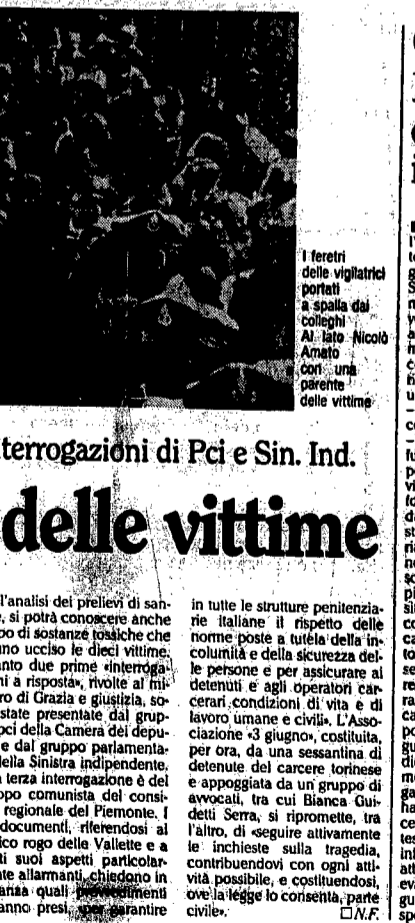 I feretri
delle vigilatrici
portati
a spalla dai
colleghi
Al lato Nicolò
Amato
con una
parente
delle vittime
terrogazioni di Pci e Sin. Ind.
delle vittime
l'analisi dei prelievi di san-
, si potrà conoscere anche
po di sostanze tossiche che
no ucciso le dieci vittime.
nto due prime «interroga-
ni a risposta», rivolte al mi-
ro di Grazia e giustizia, so-
state presentate dal grup-
pci della Camera dei depu-
e dal gruppo parlamenta-
della Sinistra indipendente.
terza interrogazione è del
ppo comunista del consi-
regionale del Piemonte. I
documenti, riferendosi al
ico rogo delle Vallette e a
ti suoi aspetti particolar-
te allarmanti, chiedono in
anza quali provvedimenti
anno presi, «per garantire
in tutte le strutture penitenzia-
rie italiane il rispetto delle
norme poste a tutela della in-
columità e della sicurezza del-
le persone e per assicurare ai
detenuti e agli operatori car-
cerari condizioni di vita e di
lavoro umane e civili». L'Asso-
ciazione «3 giugno», costituita,
per ora, da una sessantina di
detenute del carcere torinese
e appoggiata da un gruppo di
avvocati, tra cui Bianca Gui-
detti Serra, si ripromette, tra
l'altro, di «seguire attivamente
le inchieste sulla tragedia,
contribuendovi con ogni atti-
vità possibile, e costituendosi,
ove la legge lo consenta, parte
civile».
□ N.F.